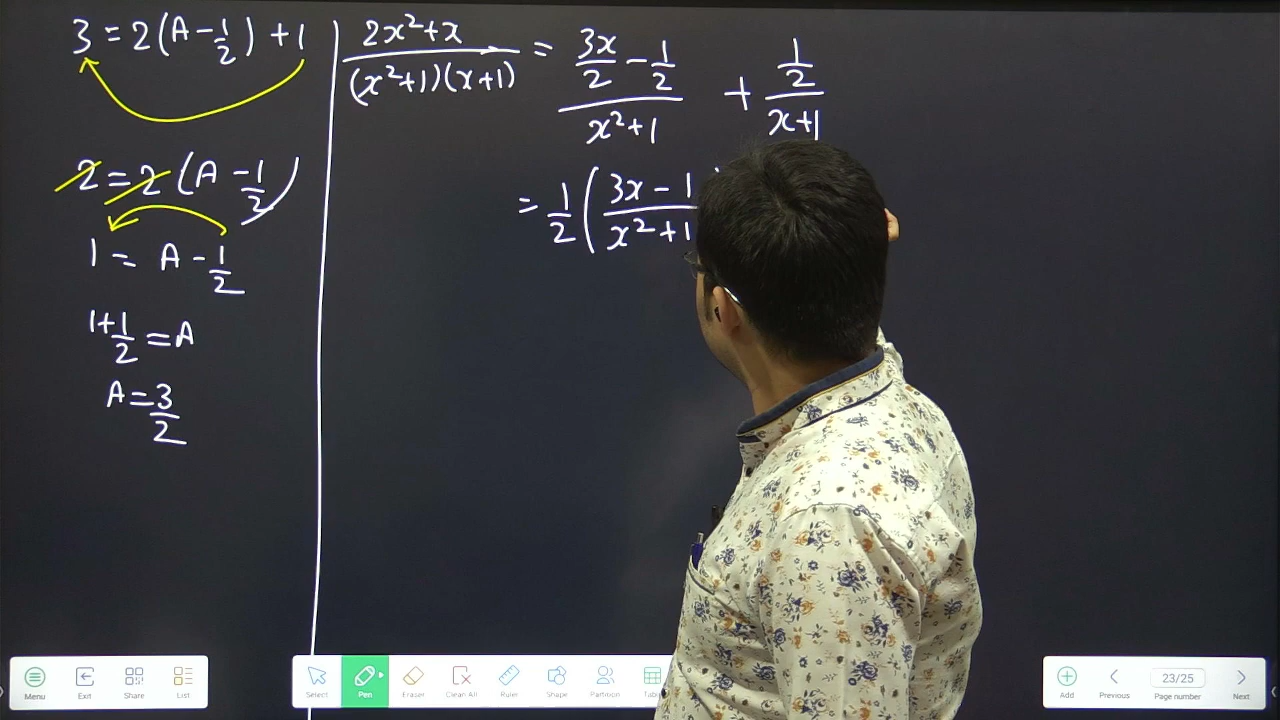 3 = 2(A - 1/2) + 1
2 = 2(A - 1/2)
1 = A - 1/2
1 + 1/2 = A
A = 3/2
(2x² + x)/((x² + 1)(x + 1)) = (3x/2 - 1/2)/(x² + 1) + (1/2)/(x + 1)
= 1/2 ((3x - 1)/(x² + 1
Menu Exit Share List
Select Pen Eraser Clean All Ruler Shape Partition
Add Previous 23/25 Page number Next